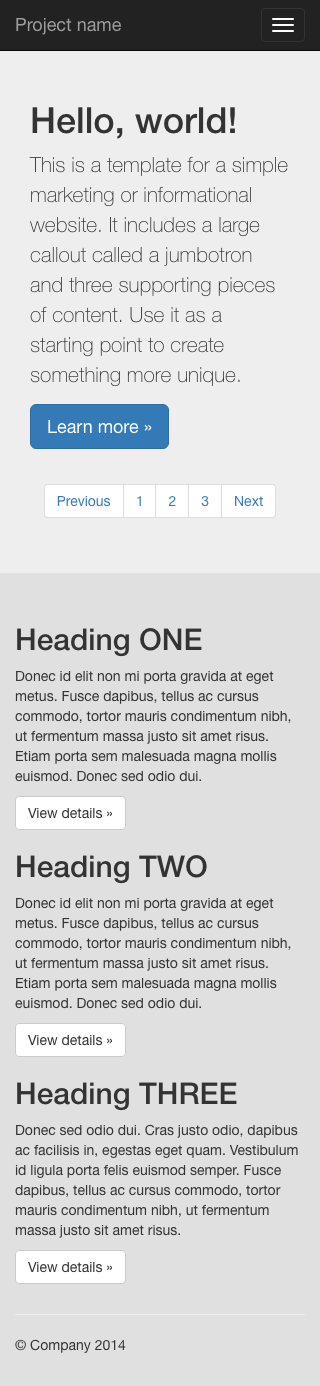 Project name
Hello, world!
This is a template for a simple
marketing or informational
website. It includes a large
callout called a jumbotron
and three supporting pieces
of content. Use it as a
starting point to create
something more unique.
Learn more »
Previous 1 2 3 Next
Heading ONE
Donec id elit non mi porta gravida at eget
metus. Fusce dapibus, tellus ac cursus
commodo, tortor mauris condimentum nibh,
ut fermentum massa justo sit amet risus.
Etiam porta sem malesuada magna mollis
euismod. Donec sed odio dui.
View details »
Heading TWO
Donec id elit non mi porta gravida at eget
metus. Fusce dapibus, tellus ac cursus
commodo, tortor mauris condimentum nibh,
ut fermentum massa justo sit amet risus.
Etiam porta sem malesuada magna mollis
euismod. Donec sed odio dui.
View details »
Heading THREE
Donec sed odio dui. Cras justo odio, dapibus
ac facilisis in, egestas eget quam. Vestibulum
id ligula porta felis euismod semper. Fusce
dapibus, tellus ac cursus commodo, tortor
mauris condimentum nibh, ut fermentum
massa justo sit amet risus.
View details »
© Company 2014